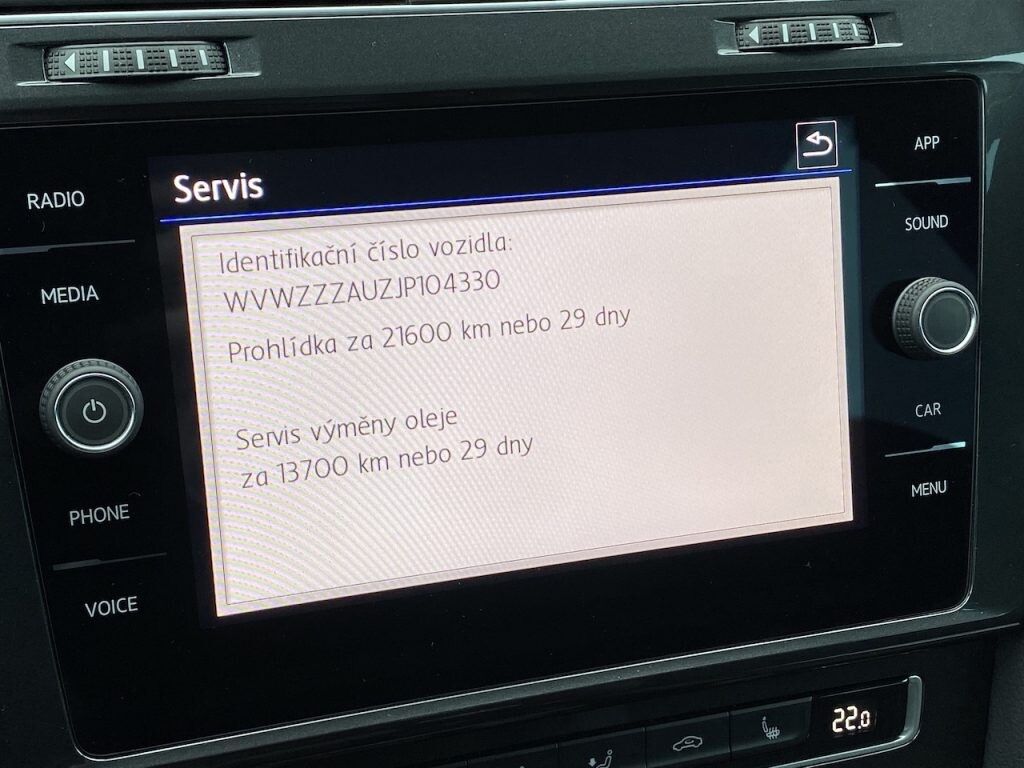 RADIO
MEDIA
PHONE
VOICE
Servis
Identifikační číslo vozidla:
WVWZZZAUZJP104330
Prohlídka za 21600 km nebo 29 dny
Servis výměny oleje
za 13700 km nebo 29 dny
APP
SOUND
CAR
MENU
22.0